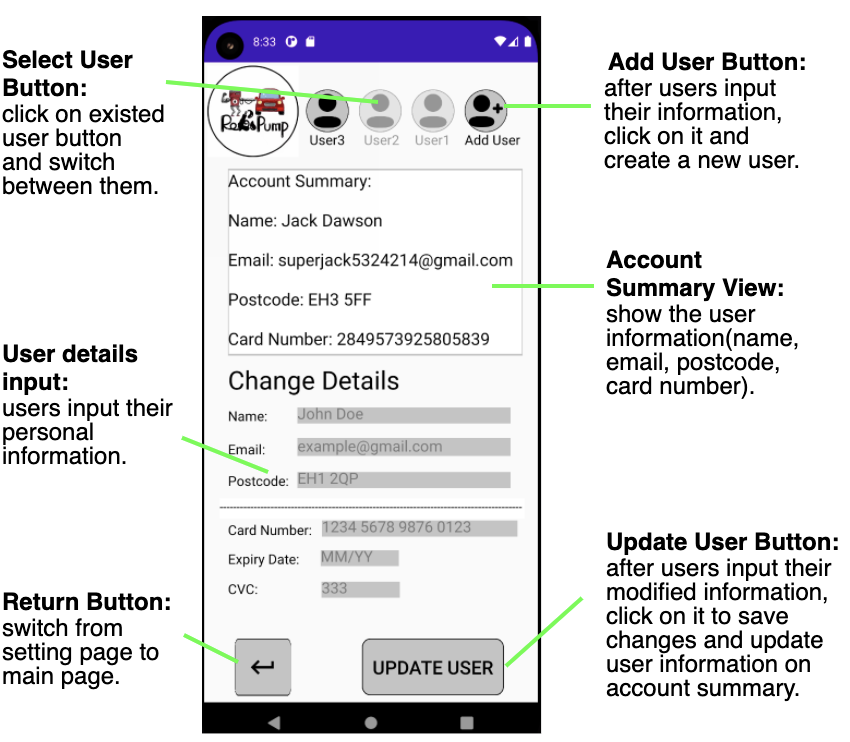 Select User
Button:
click on existed
user button
and switch
between them.
User details
input:
users input their
personal
information.
Return Button:
switch from
setting page to
main page.
8:33
Pump
User3
User2
User1
Add User
Account Summary:
Name: Jack Dawson
Email: superjack5324214@gmail.com
Postcode: EH3 5FF
Card Number: 2849573925805839
Change Details
Name: John Doe
Email: example@gmail.com
Postcode: EH1 2QP
Card Number: 1234 5678 9876 0123
Expiry Date: MM/YY
CVC: 333
UPDATE USER
Add User Button:
after users input
their information,
click on it and
create a new user.
Account
Summary View:
show the user
information(name,
email, postcode,
card number).
Update User Button:
after users input their
modified information,
click on it to save
changes and update
user information on
account summary.